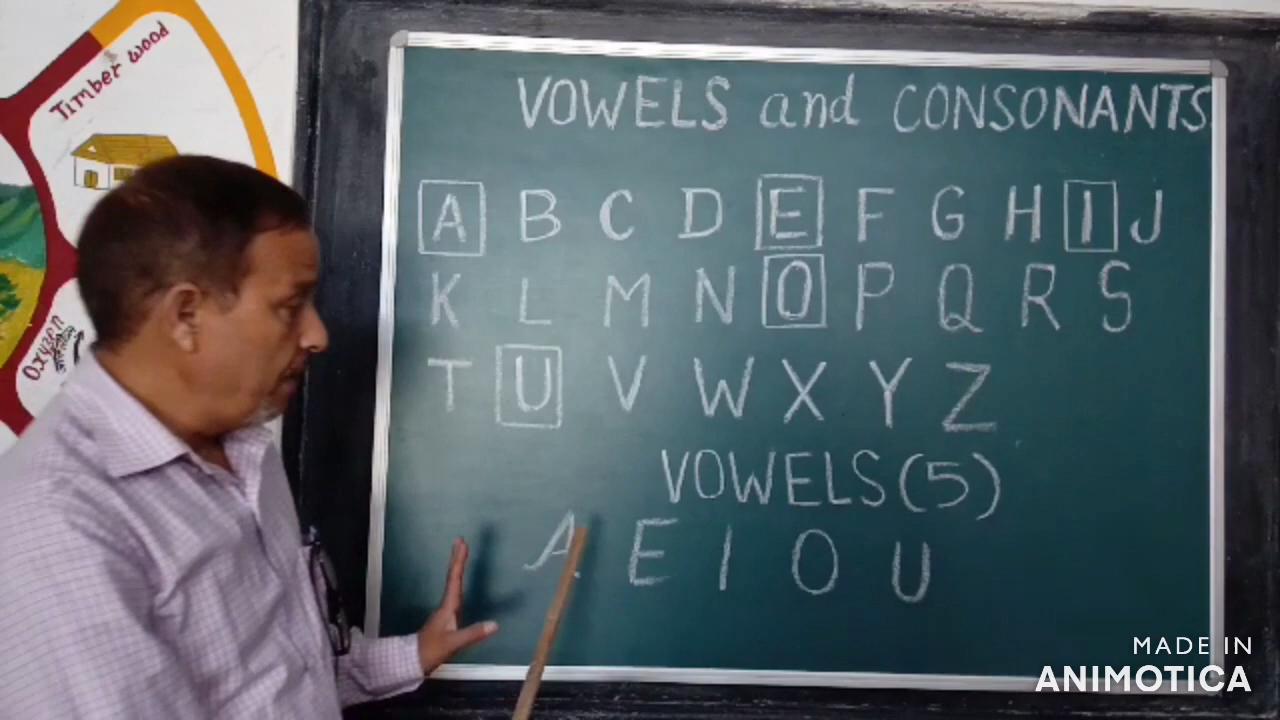 Timber wood
Oxygen
VOWELS and CONSONANTS
A B C D E F G H I J
K L M N O P Q R S
T U V W X Y Z
VOWELS (5)
A E I O U
MADE IN
ANIMOTICA